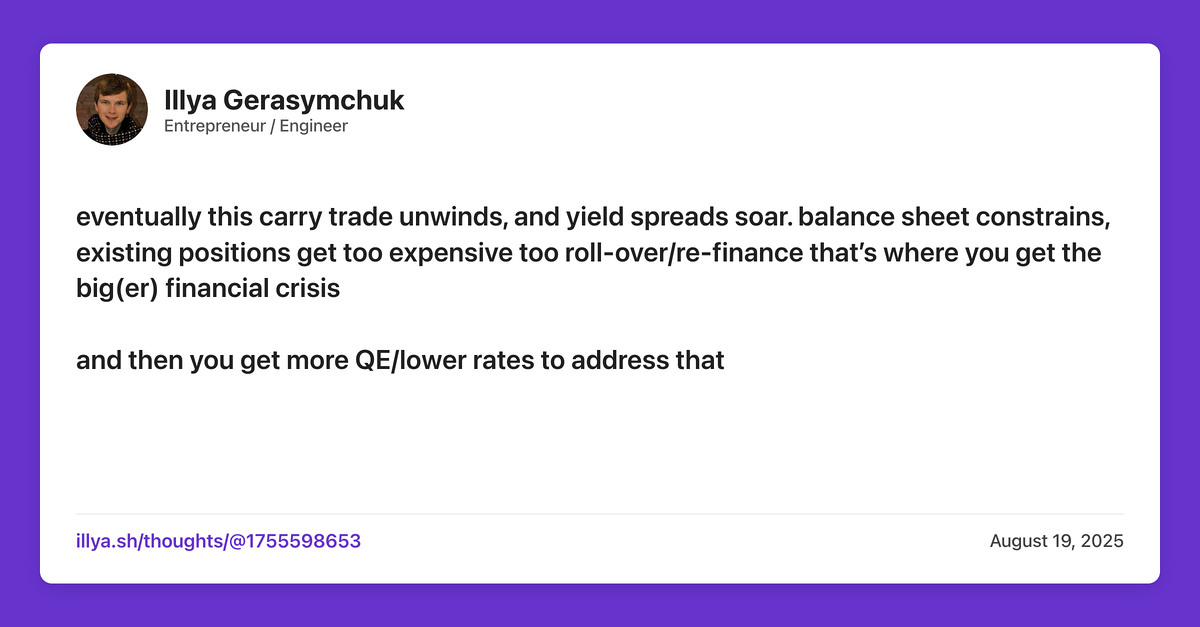 Illya Gerasymchuk
Entrepreneur / Engineer
eventually this carry trade unwinds, and yield spreads soar. balance sheet constrains,
existing positions get too expensive too roll-over/re-finance that’s where you get the
big(er) financial crisis
and then you get more QE/lower rates to address that
illya.sh/thoughts/@1755598653
August 19, 2025